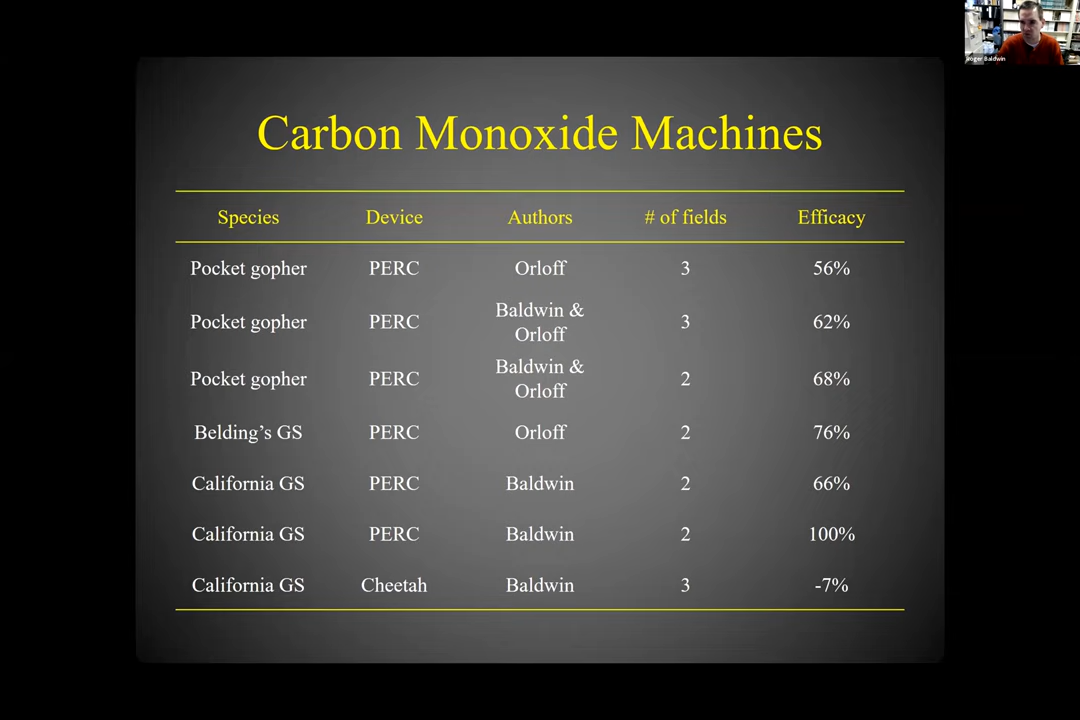 Roger Baldwin
Carbon Monoxide Machines
Species Device Authors # of fields Efficacy
Pocket gopher PERC Orloff 3 56%
Pocket gopher PERC Baldwin & Orloff 3 62%
Pocket gopher PERC Baldwin & Orloff 2 68%
Belding's GS PERC Orloff 2 76%
California GS PERC Baldwin 2 66%
California GS PERC Baldwin 2 100%
California GS Cheetah Baldwin 3 -7%